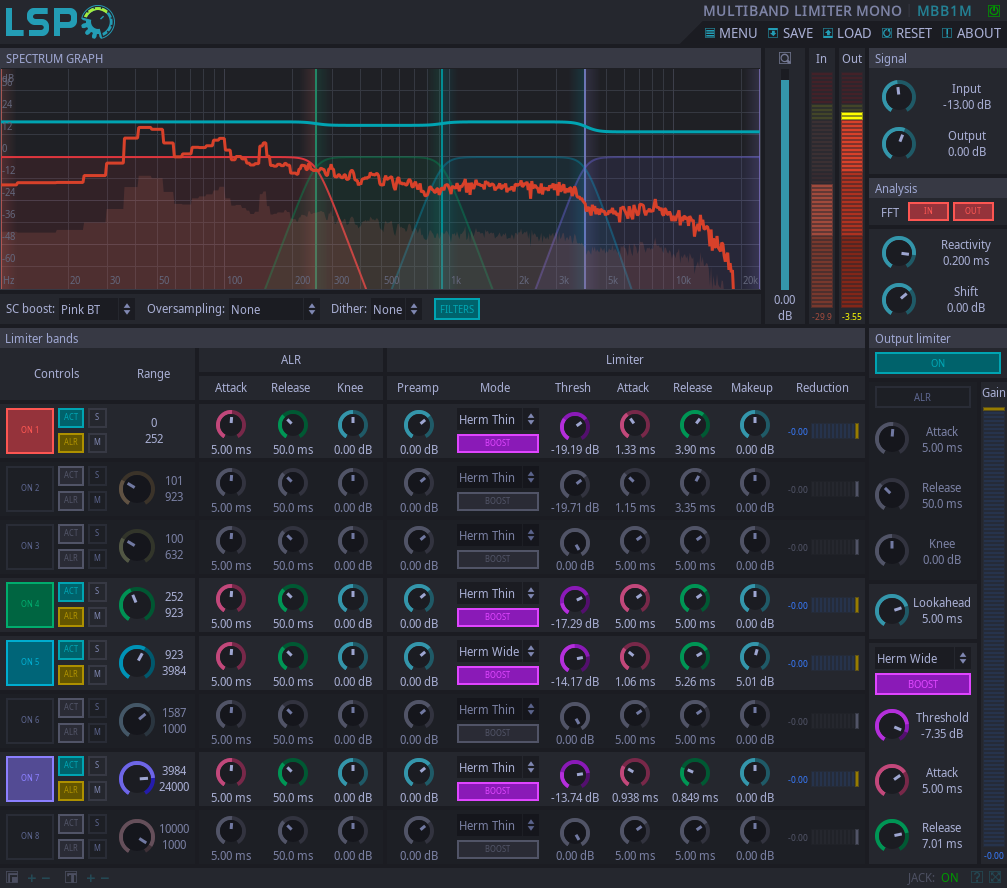 LSP
MULTIBAND LIMITER MONO MBB1M
MENU SAVE LOAD RESET ABOUT
SPECTRUM GRAPH
dB
36
24
12
0
-12
-24
-36
-48
-60
Hz 20 30 50 100 200 300 500 1k 2k 3k 5k 10k 20k
SC boost: Pink BT Oversampling: None Dither: None FILTERS
0.00
dB
In Out
-29.9 -3.55
Signal
Input
-13.00 dB
Output
0.00 dB
Analysis
FFT IN OUT
Reactivity
0.200 ms
Shift
0.00 dB
Limiter bands
ALR Limiter
Controls Range
Attack Release Knee Preamp Mode Thresh Attack Release Makeup Reduction
ON 1 ACT S ALR M 0 252 5.00 ms 50.0 ms 0.00 dB 0.00 dB Herm Thin BOOST -19.19 dB 1.33 ms 3.90 ms 0.00 dB -0.00
ON 2 ACT S ALR M 101 923 5.00 ms 50.0 ms 0.00 dB 0.00 dB Herm Thin BOOST -19.71 dB 1.15 ms 3.35 ms 0.00 dB -0.00
ON 3 ACT S ALR M 100 632 5.00 ms 50.0 ms 0.00 dB 0.00 dB Herm Thin BOOST 0.00 dB 5.00 ms 5.00 ms 0.00 dB -0.00
ON 4 ACT S ALR M 252 923 5.00 ms 50.0 ms 0.00 dB 0.00 dB Herm Thin BOOST -17.29 dB 5.00 ms 5.00 ms 0.00 dB -0.00
ON 5 ACT S ALR M 923 3984 5.00 ms 50.0 ms 0.00 dB 0.00 dB Herm Wide BOOST -14.17 dB 1.06 ms 5.26 ms 5.01 dB -0.00
ON 6 ACT S ALR M 1587 1000 5.00 ms 50.0 ms 0.00 dB 0.00 dB Herm Thin BOOST 0.00 dB 5.00 ms 5.00 ms 0.00 dB -0.00
ON 7 ACT S ALR M 3984 24000 5.00 ms 50.0 ms 0.00 dB 0.00 dB Herm Thin BOOST -13.74 dB 0.938 ms 0.849 ms 0.00 dB -0.00
ON 8 ACT S ALR M 10000 1000 5.00 ms 50.0 ms 0.00 dB 0.00 dB Herm Thin BOOST 0.00 dB 5.00 ms 5.00 ms 0.00 dB -0.00
Output limiter
ON
ALR Gain
Attack
5.00 ms
Release
50.0 ms
Knee
0.00 dB
Lookahead
5.00 ms
Herm Wide
BOOST
Threshold
-7.35 dB
Attack
5.00 ms
Release
7.01 ms
-0.00
JACK: ON